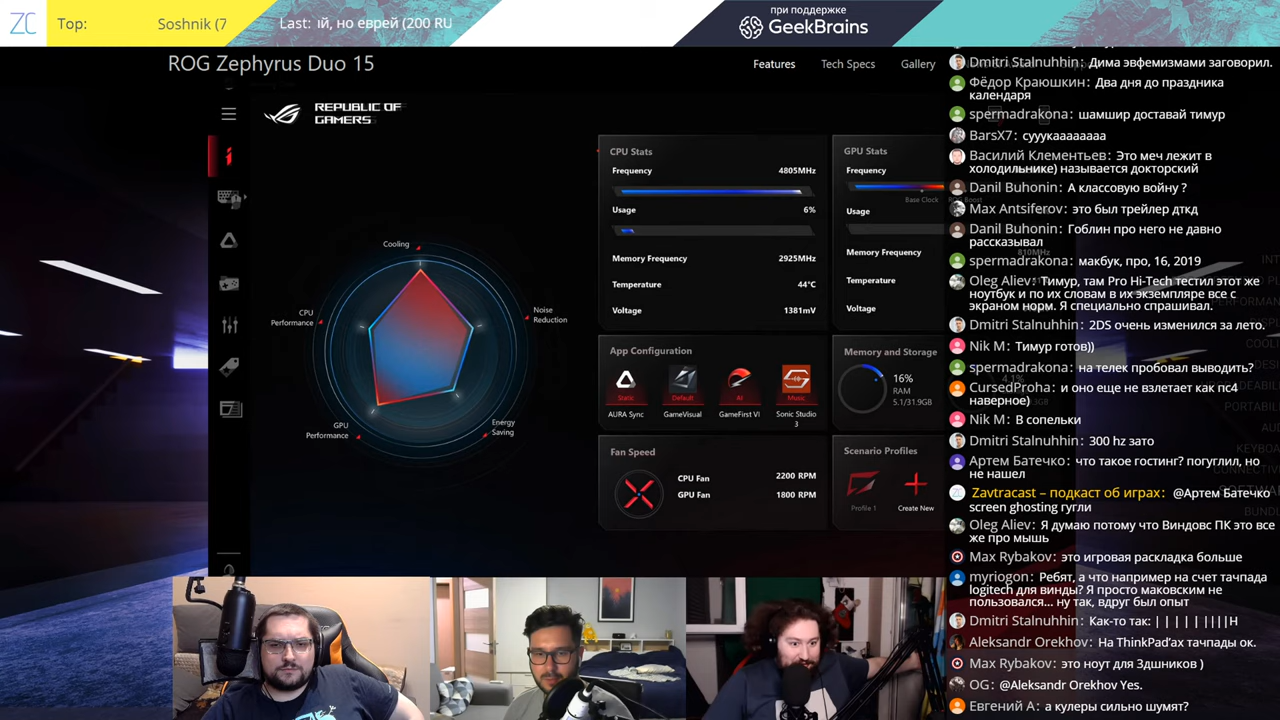 ZC
Top:
Soshnik (7
Last:
ій, но еврей (200 RU
при поддержке
GeekBrains
ROG Zephyrus Duo 15
Features
Tech Specs
Gallery
REPUBLIC OF
GAMERS
Cooling
CPU
Performance
Noise
Reduction
GPU
Performance
Energy
Saving
CPU Stats
Frequency
4805MHz
Usage
6%
Memory Frequency
2925MHz
Temperature
44°C
Voltage
1381mV
GPU Stats
Frequency
Base Clock
Usage
Memory Frequency
Temperature
Voltage
App Configuration
Static
Default
AI
Music
AURA Sync
GameVisual
GameFirst VI
Sonic Studio
3
Memory and Storage
16%
RAM
5.1/31.9GB
Fan Speed
CPU Fan
2200 RPM
GPU Fan
1800 RPM
Scenario Profiles
Profile 1
Create New
Dmitri Stalnuhhin: Дима эвфемизмами заговорил.
Фёдор Краюшкин: Два дня до праздника
календаря
spermadrakona: шамшир доставай тимур
BarsX7: сууукаааааааа
Василий Клементьев: Это меч лежит в
холодильнике) называется докторский
Danil Buhonin: А классовую войну ?
Max Antsiferov: это был трейлер дткд
Danil Buhonin: Гоблин про него не давно
рассказывал
spermadrakona: макбук, про, 16, 2019
Oleg Aliev: Тимур, там Pro Hi-Tech тестил этот же
ноутбук и по их словам в их экземпляре все с
экраном норм. Я специально спрашивал.
Dmitri Stalnuhhin: 2DS очень изменился за лето.
Nik M: Тимур готов))
spermadrakona: на телек пробовал выводить?
CursedProha: и оно еще не взлетает как пс4
наверное)
Nik M: В сопельки
Dmitri Stalnuhhin: 300 hz зато
Артем Батечко: что такое гостинг? погуглил, но
не нашел
Zavtracast – подкаст об играх: @Артем Батечко
screen ghosting гугли
Oleg Aliev: Я думаю потому что Виндовс ПК это все
же про мышь
Max Rybakov: это игровая раскладка больше
myriogon: Ребят, а что например на счет тачпада
logitech для винды? Я просто маковским не
пользовался... ну так, вдруг был опыт
Dmitri Stalnuhhin: Как-то так: | | | | | | | | |Н
Aleksandr Orekhov: На ThinkPad'ах тачпады ок.
Max Rybakov: это ноут для 3дшников )
OG: @Aleksandr Orekhov Yes.
Евгений А: а кулеры сильно шумят?